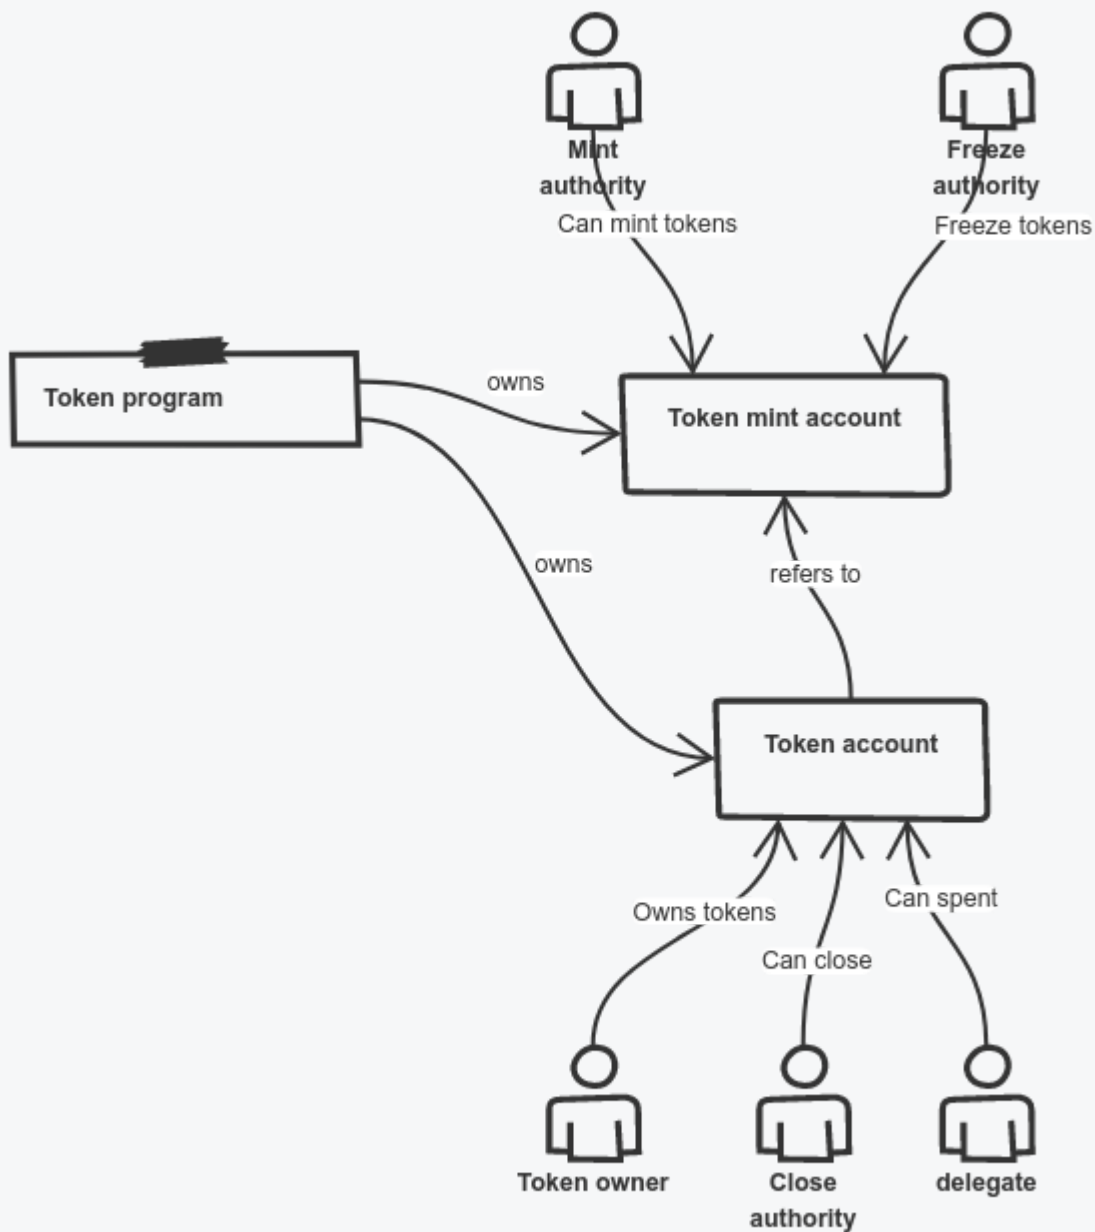 Mint
authority
Freeze
authority
Can mint tokens
Freeze tokens
Token program
owns
Token mint account
owns
refers to
Token account
Owns tokens
Can close
Can spent
Token owner
Close
authority
delegate